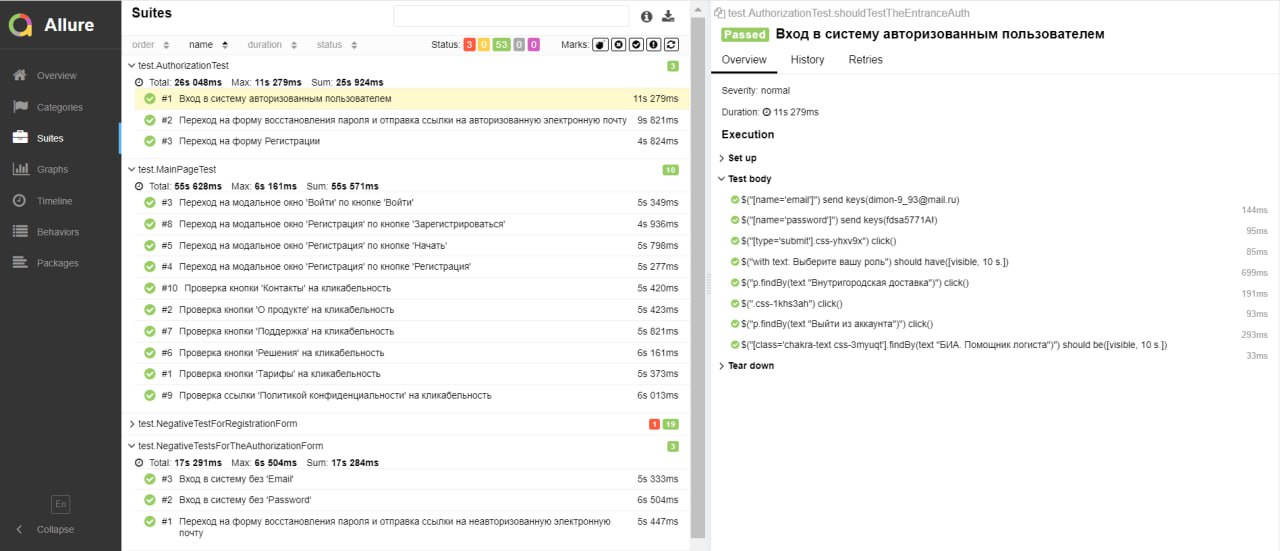 Allure
Overview
Categories
Suites
Graphs
Timeline
Behaviors
Packages
En
Collapse
Suites
order name duration status Status: 3 0 53 0 0 Marks:
test.AuthorizationTest 3
Total: 26s 048ms Max: 11s 279ms Sum: 25s 924ms
#1 Вход в систему авторизованным пользователем 11s 279ms
#2 Переход на форму восстановления пароля и отправка ссылки на авторизованную электронную почту 9s 821ms
#3 Переход на форму Регистрации 4s 824ms
test.MainPageTest 10
Total: 55s 628ms Max: 6s 161ms Sum: 55s 571ms
#3 Переход на модальное окно 'Войти' по кнопке 'Войти' 5s 349ms
#8 Переход на модальное окно 'Регистрация' по кнопке 'Зарегистрироваться' 4s 936ms
#5 Переход на модальное окно 'Регистрация' по кнопке 'Начать' 5s 798ms
#4 Переход на модальное окно 'Регистрация' по кнопке 'Регистрация' 5s 277ms
#10 Проверка кнопки 'Контакты' на кликабельность 5s 420ms
#2 Проверка кнопки 'О продукте' на кликабельность 5s 423ms
#7 Проверка кнопки 'Поддержка' на кликабельность 5s 821ms
#6 Проверка кнопки 'Решения' на кликабельность 6s 161ms
#1 Проверка кнопки 'Тарифы' на кликабельность 5s 373ms
#9 Проверка ссылки 'Политикой конфиденциальности' на кликабельность 6s 013ms
test.NegativeTestForRegistrationForm 1 19
test.NegativeTestsForTheAuthorizationForm 3
Total: 17s 291ms Max: 6s 504ms Sum: 17s 284ms
#3 Вход в систему без 'Email' 5s 333ms
#2 Вход в систему без 'Password' 6s 504ms
#1 Переход на форму восстановления пароля и отправка ссылки на неавторизованную электронную 5s 447ms
почту
test.AuthorizationTest.shouldTestTheEntranceAuth
Passed Вход в систему авторизованным пользователем
Overview History Retries
Severity: normal
Duration: 11s 279ms
Execution
Set up
Test body
$("[name='email']") send keys(dimon-9_93@mail.ru)
144ms
$("[name='password']") send keys(fdsa5771A!)
95ms
$("[type='submit'].css-yhxv9x") click()
85ms
$("with text: Выберите вашу роль") should have([visible, 10 s.])
699ms
$("p.findBy(text "Внутригородская доставка")") click()
191ms
$(".css-1khs3ah") click()
93ms
$("p.findBy(text "Выйти из аккаунта")") click()
293ms
$("[class='chakra-text css-3myuqt'].findBy(text "БИА. Помощник логиста")") should be([visible, 10 s.])
33ms
Tear down